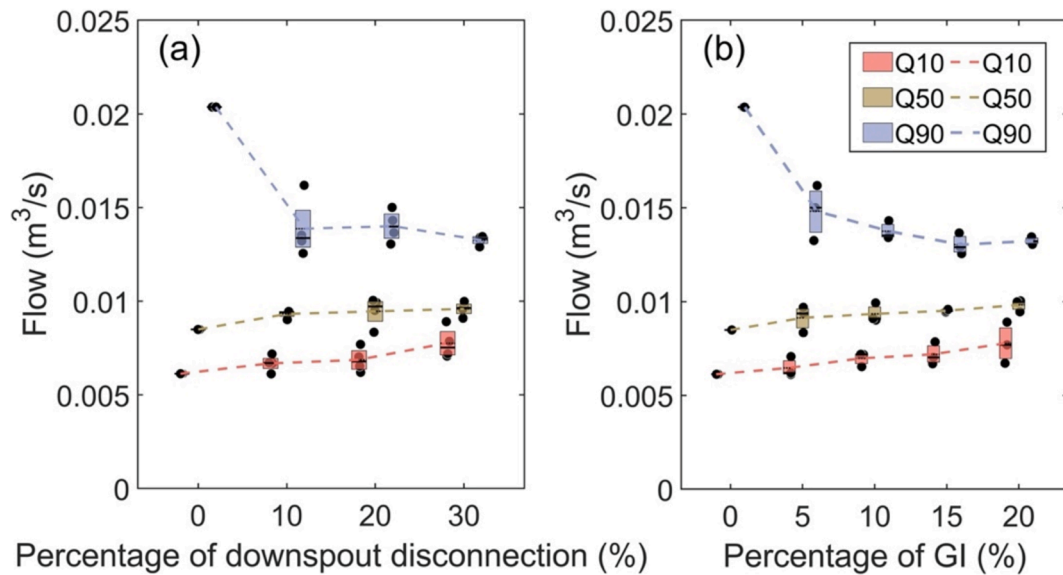 (a)
0.025
0.02
0.015
0.01
0.005
0
Flow (m³/s)
0 10 20 30
Percentage of downspout disconnection (%)
(b)
Q10 Q10
Q50 Q50
Q90 Q90
0.025
0.02
0.015
0.01
0.005
0
Flow (m³/s)
0 5 10 15 20
Percentage of GI (%)